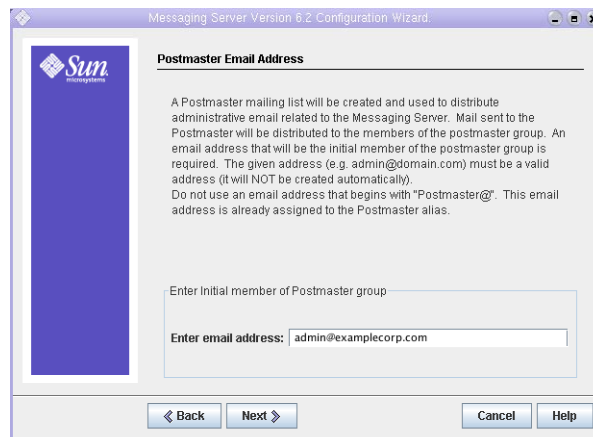 Messaging Server Version 6.2 Configuration Wizard.
Sun
microsystems
Postmaster Email Address
A Postmaster mailing list will be created and used to distribute
administrative email related to the Messaging Server. Mail sent to the
Postmaster will be distributed to the members of the postmaster group. An
email address that will be the initial member of the postmaster group is
required. The given address (e.g. admin@domain.com) must be a valid
address (it will NOT be created automatically).
Do not use an email address that begins with "Postmaster@". This email
address is already assigned to the Postmaster alias.
Enter Initial member of Postmaster group
Enter email address: admin@examplecorp.com
Back Next Cancel Help